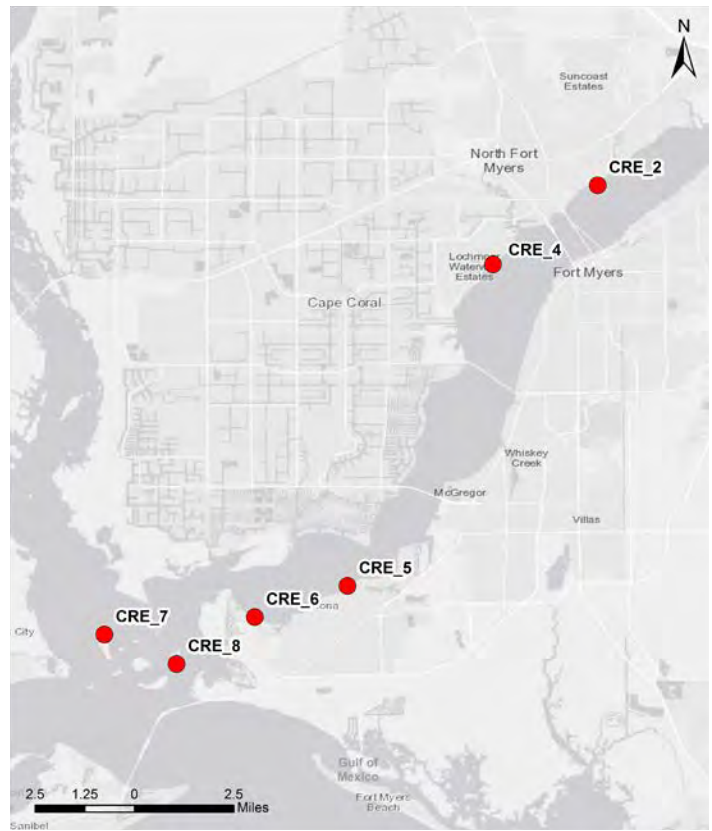 N
Suncoast
Estates
North Fort
Myers
CRE_2
CRE_4
Lochmoor
Estates
Fort Myers
Cape Coral
Whiskey
Creek
McGregor
Villas
CRE_5
CRE_6
CRE_7
City
CRE_8
Gulf of
Mexico
2.5 1.25 0 2.5
Miles
Fort Myers
Beach
Sanibel